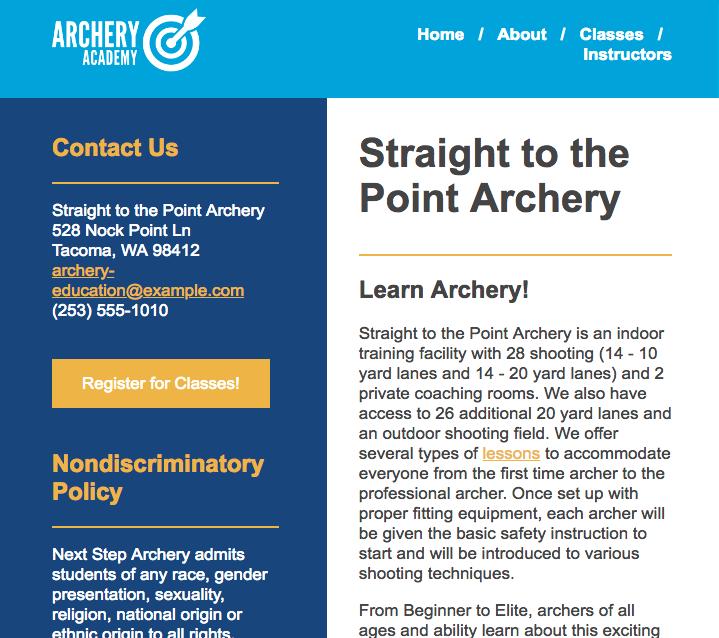 ARCHERY
ACADEMY
Home / About / Classes /
Instructors
Contact Us
Straight to the Point Archery
528 Nock Point Ln
Tacoma, WA 98412
archery-
education@example.com
(253) 555-1010
Register for Classes!
Nondiscriminatory
Policy
Next Step Archery admits
students of any race, gender
presentation, sexuality,
religion, national origin or
ethnic origin to all rights,
Straight to the
Point Archery
Learn Archery!
Straight to the Point Archery is an indoor
training facility with 28 shooting (14 - 10
yard lanes and 14 - 20 yard lanes) and 2
private coaching rooms. We also have
access to 26 additional 20 yard lanes and
an outdoor shooting field. We offer
several types of lessons to accommodate
everyone from the first time archer to the
professional archer. Once set up with
proper fitting equipment, each archer will
be given the basic safety instruction to
start and will be introduced to various
shooting techniques.
From Beginner to Elite, archers of all
ages and ability learn about this exciting